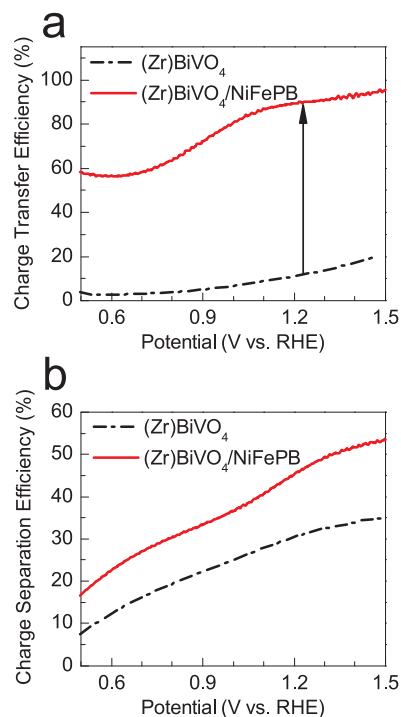 a
(Zr)BiVO₄
(Zr)BiVO₄/NiFePB
Charge Transfer Efficiency (%)
100
80
60
40
20
0
0.6 0.9 1.2 1.5
Potential (V vs. RHE)
b
(Zr)BiVO₄
(Zr)BiVO₄/NiFePB
Charge Separation Efficiency (%)
60
50
40
30
20
10
0
0.6 0.9 1.2 1.5
Potential (V vs. RHE)